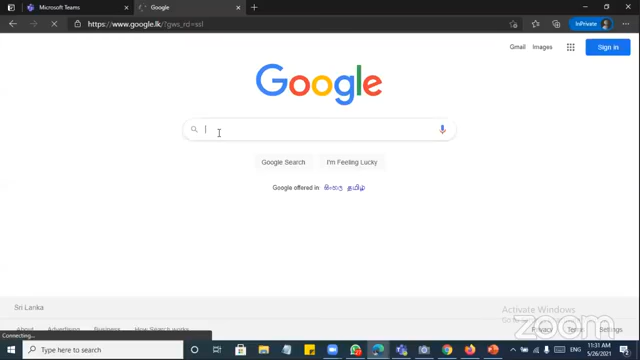 Microsoft Teams
Google
https://www.google.lk/?gws_rd=ssl
InPrivate
Gmail
Images
Sign in
Google
Google Search
I'm Feeling Lucky
Google offered in: සිංහල தமிழ்
Sri Lanka
Activate Windows
About
Advertising
Business
How Search works
Privacy
Terms
Settings
zoom
Connecting...
Type here to search
ENG
11:31 AM
5/26/2021